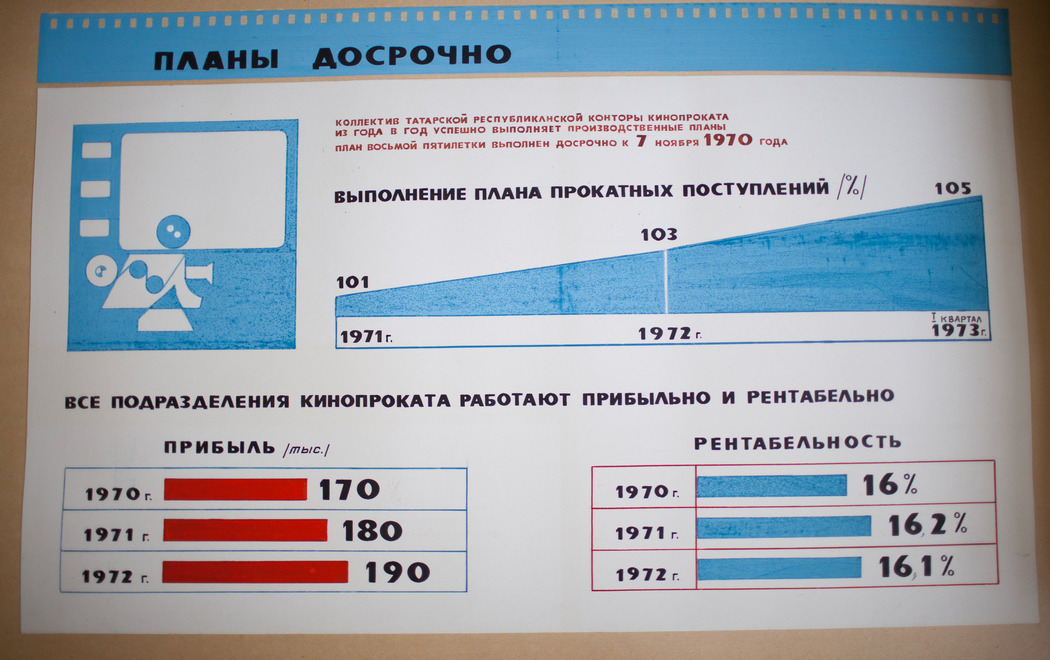 ПЛАНЫ ДОСРОЧНО
КОЛЛЕКТИВ ТАТАРСКОЙ РЕСПУБЛИКАНСКОЙ КОНТОРЫ КИНОПРОКАТА
ИЗ ГОДА В ГОД УСПЕШНО ВЫПОЛНЯЕТ ПРОИЗВОДСТВЕННЫЕ ПЛАНЫ
ПЛАН ВОСЬМОЙ ПЯТИЛЕТКИ ВЫПОЛНЕН ДОСРОЧНО К 7 НОЯБРЯ 1970 ГОДА
ВЫПОЛНЕНИЕ ПЛАНА ПРОКАТНЫХ ПОСТУПЛЕНИЙ /%/
105
103
101
I КВАРТАЛ
1971 г. 1972 г. 1973 г.
ВСЕ ПОДРАЗДЕЛЕНИЯ КИНОПРОКАТА РАБОТАЮТ ПРИБЫЛЬНО И РЕНТАБЕЛЬНО
ПРИБЫЛЬ /тыс./
1970 г. 170
1971 г. 180
1972 г. 190
РЕНТАБЕЛЬНОСТЬ
1970 г. 16 %
1971 г. 16,2 %
1972 г. 16,1 %